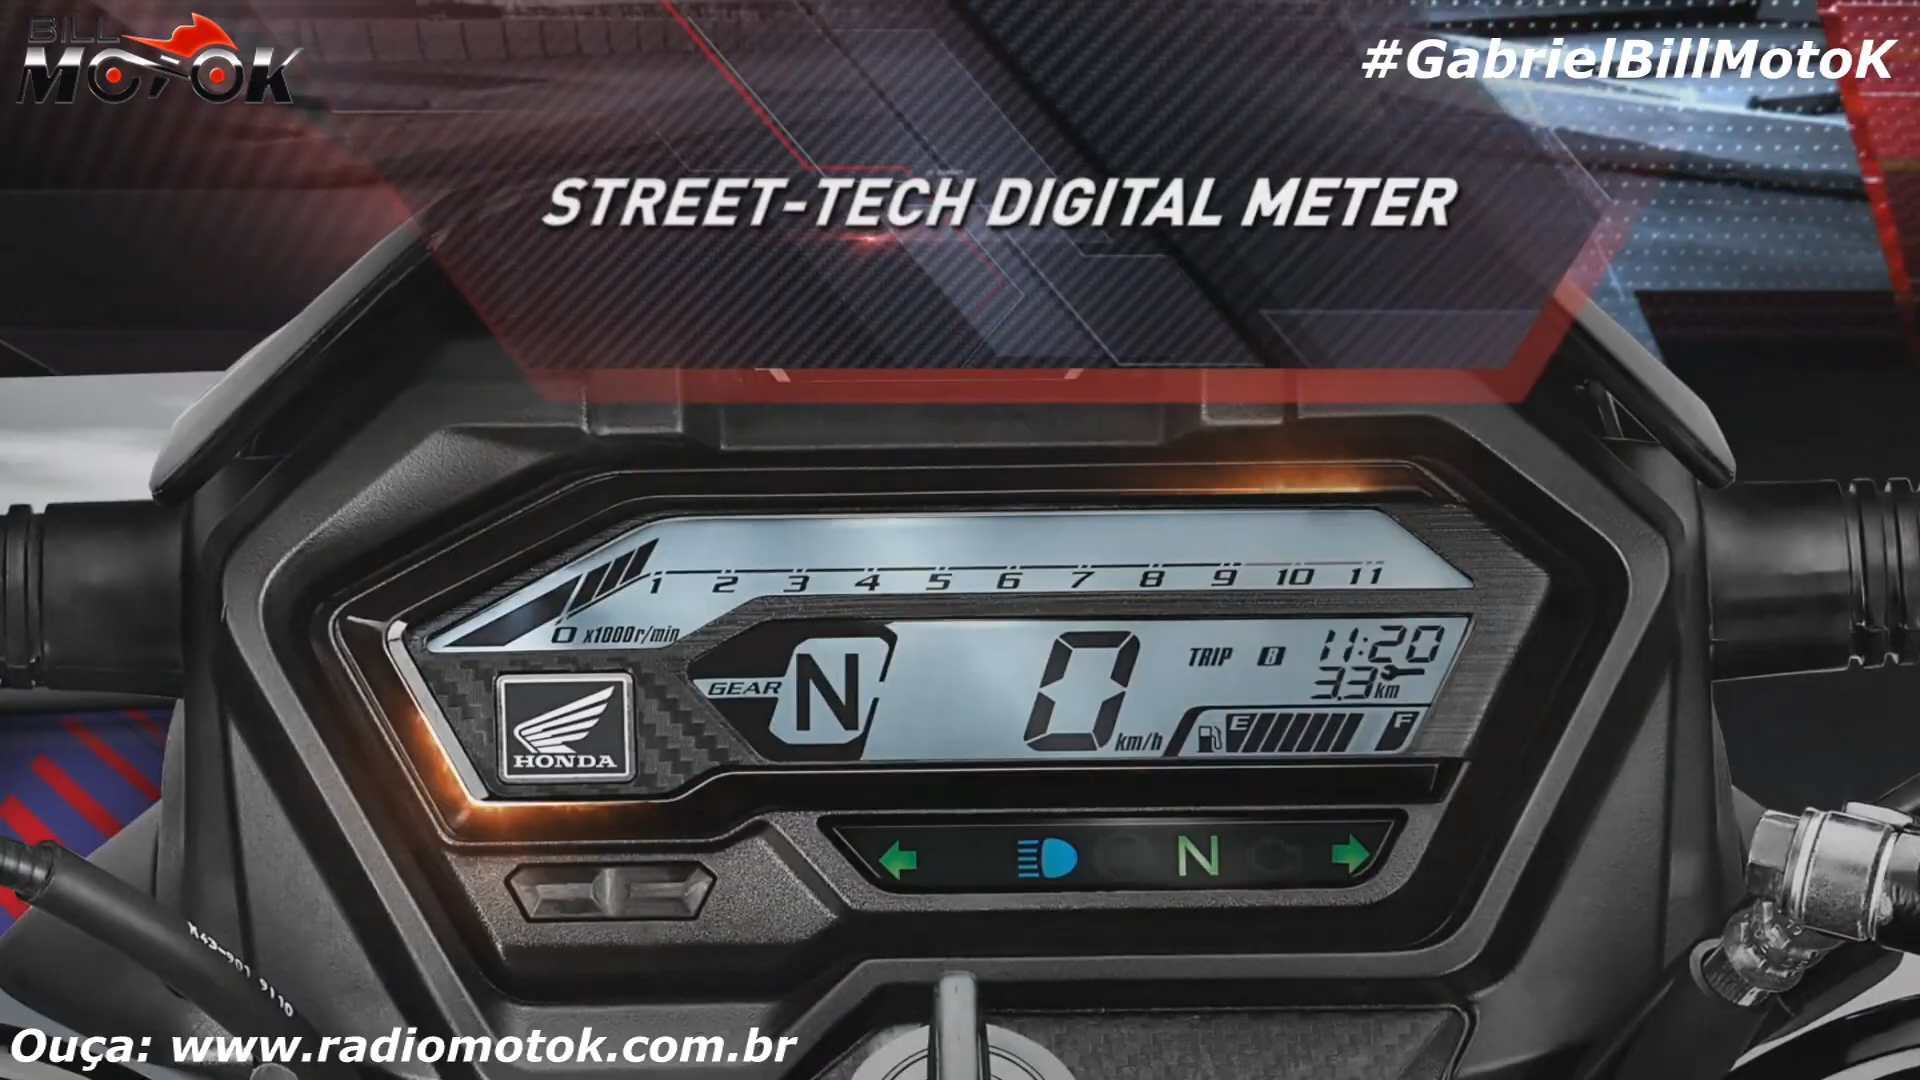 BILL
MOTOK
#GabrielBillMotoK
STREET-TECH DIGITAL METER
1 2 3 4 5 6 7 8 9 10 11
0 x1000r/min
GEAR N
0 km/h
TRIP B 11:20
3.3 km
E F
HONDA
N
Ouça: www.radiomotok.com.br